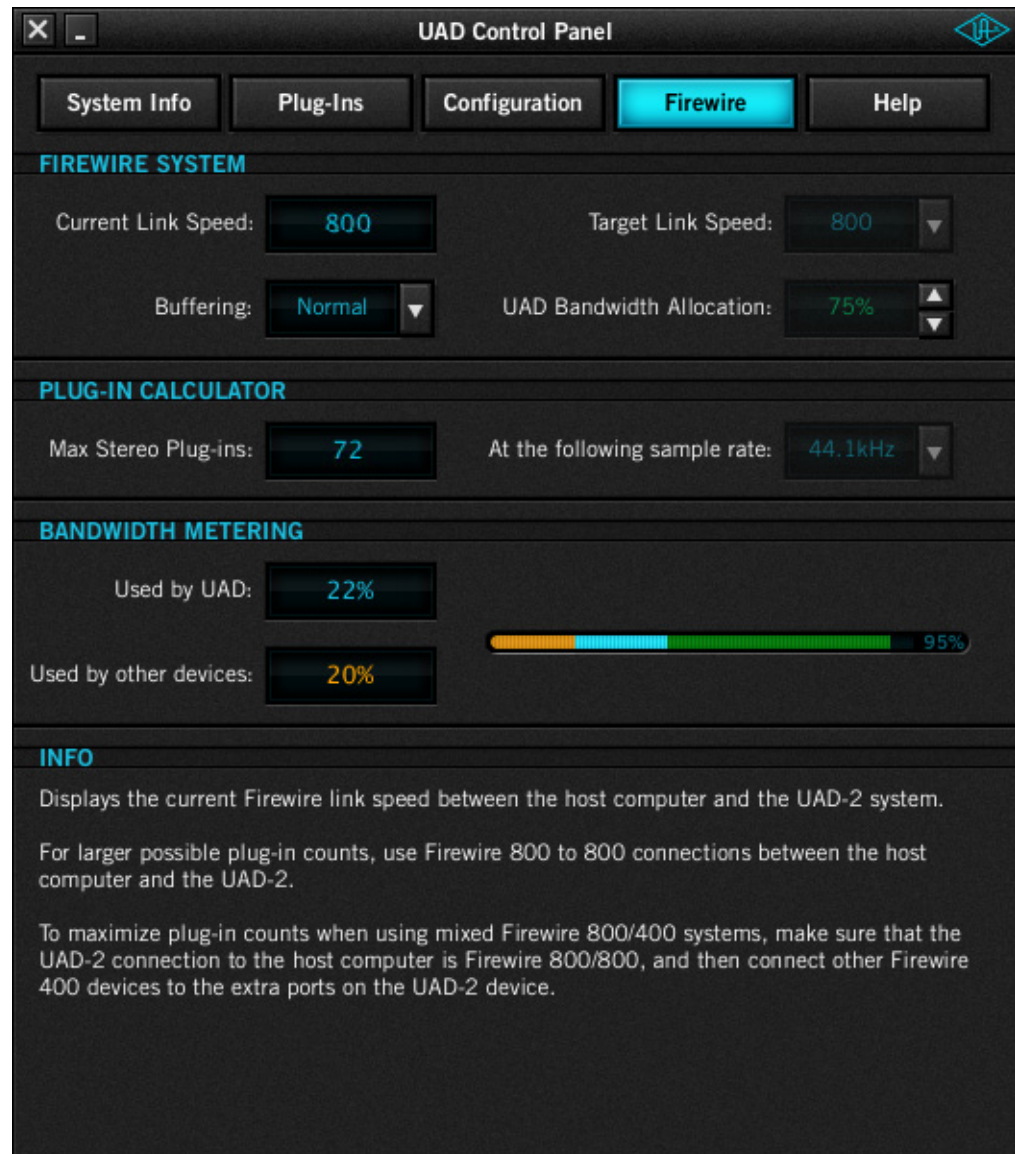 UAD Control Panel
System Info
Plug-Ins
Configuration
Firewire
Help
FIREWIRE SYSTEM
Current Link Speed: 800
Target Link Speed: 800
Buffering: Normal
UAD Bandwidth Allocation: 75%
PLUG-IN CALCULATOR
Max Stereo Plug-ins: 72
At the following sample rate: 44.1kHz
BANDWIDTH METERING
Used by UAD: 22%
95%
Used by other devices: 20%
INFO
Displays the current Firewire link speed between the host computer and the UAD-2 system.
For larger possible plug-in counts, use Firewire 800 to 800 connections between the host
computer and the UAD-2.
To maximize plug-in counts when using mixed Firewire 800/400 systems, make sure that the
UAD-2 connection to the host computer is Firewire 800/800, and then connect other Firewire
400 devices to the extra ports on the UAD-2 device.